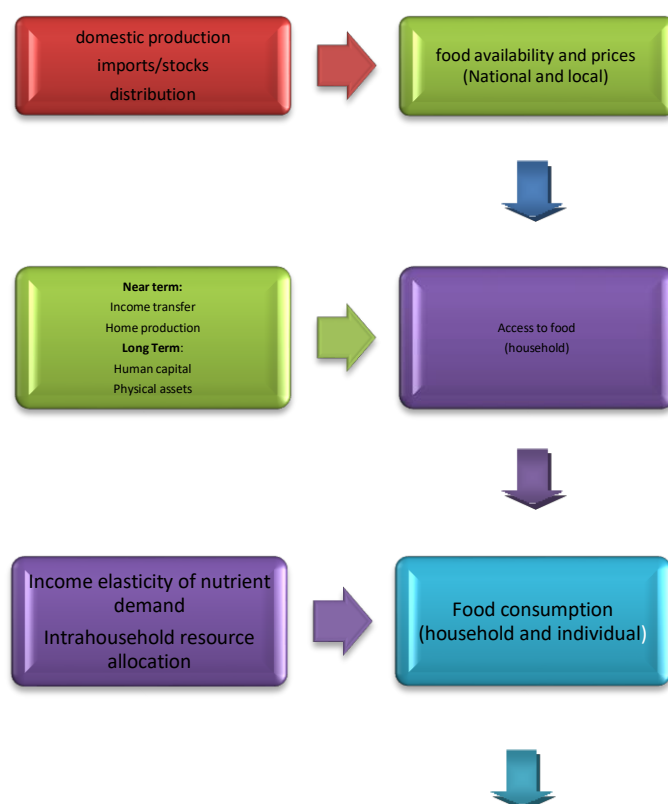 domestic production
imports/stocks
distribution
food availability and prices
(National and local)
Near term:
Income transfer
Home production
Long Term:
Human capital
Physical assets
Access to food
(household)
Income elasticity of nutrient
demand
Intrahousehold resource
allocation
Food consumption
(household and individual)